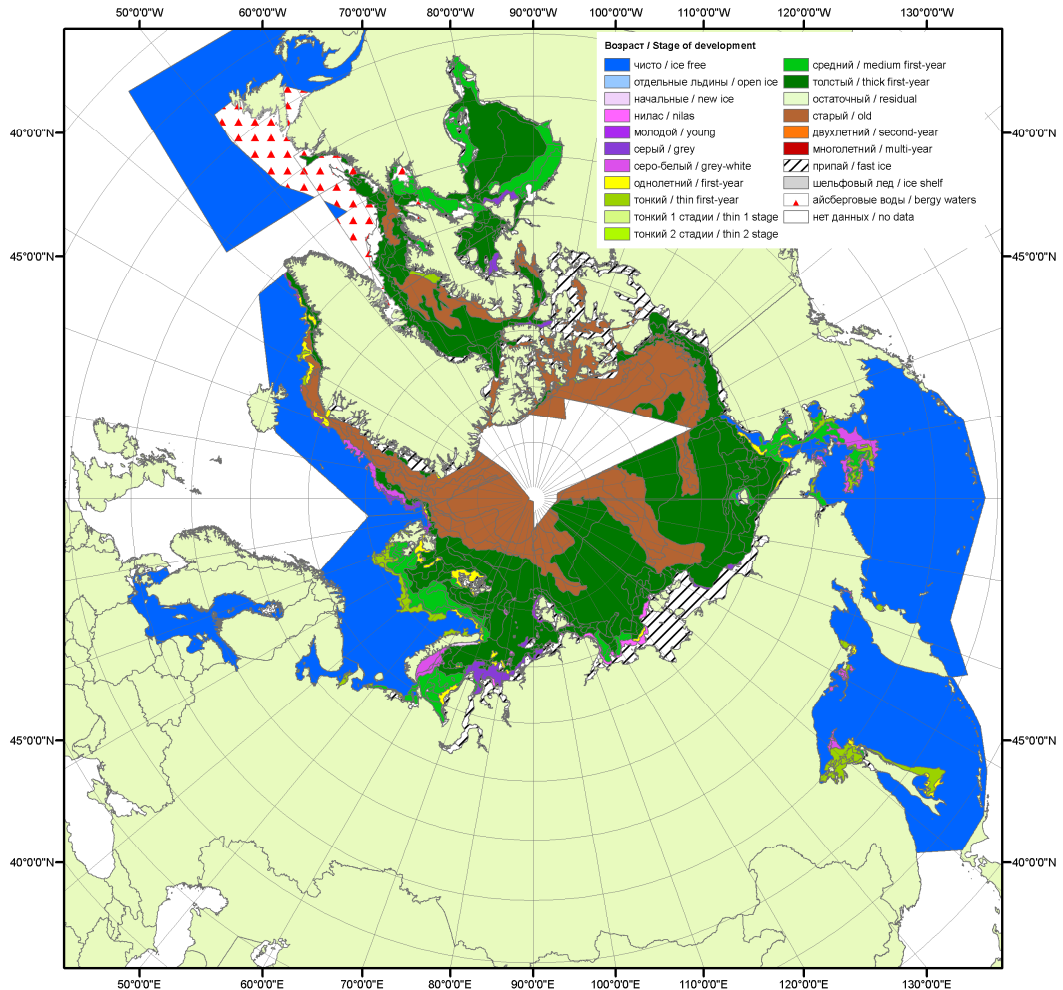 50°0'0"W 60°0'0"W 70°0'0"W 80°0'0"W 90°0'0"W 100°0'0"W 110°0'0"W 120°0'0"W 130°0'0"W
Возраст / Stage of development
чисто / ice free
отдельные льдины / open ice
начальные / new ice
нилас / nilas
молодой / young
серый / grey
серо-белый / grey-white
однолетний / first-year
тонкий / thin first-year
тонкий 1 стадии / thin 1 stage
тонкий 2 стадии / thin 2 stage
средний / medium first-year
толстый / thick first-year
остаточный / residual
старый / old
двухлетний / second-year
многолетний / multi-year
припай / fast ice
шельфовый лед / ice shelf
айсберговые воды / bergy waters
нет данных / no data
40°0'0"N 40°0'0"N
45°0'0"N 45°0'0"N
45°0'0"N 45°0'0"N
40°0'0"N 40°0'0"N
50°0'0"E 60°0'0"E 70°0'0"E 80°0'0"E 90°0'0"E 100°0'0"E 110°0'0"E 120°0'0"E 130°0'0"E